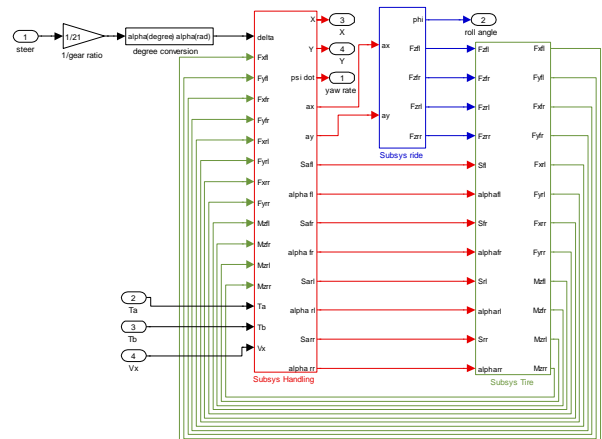 1
steer
1/21
1/gear ratio
alpha(degree) alpha(rad)
degree conversion
2
Ta
3
Tb
4
Vx
delta
Fxfl
Fyfl
Fxfr
Fyfr
Fxrl
Fyrl
Fxrr
Fyrr
Mzfl
Mzfr
Mzrl
Mzrr
Ta
Tb
Vx
X
Y
psi dot
ax
ay
Safl
alpha fl
Safr
alpha fr
Sarl
alpha rl
Sarr
alpha rr
Subsys Handling
3
X
4
Y
1
yaw rate
ax
ay
phi
Fzfl
Fzfr
Fzrl
Fzrr
Subsys ride
2
roll angle
Fzfl
Fzfr
Fzrl
Fzrr
Sfl
alphafl
Sfr
alphafr
Srl
alpharl
Srr
alpharr
Fxfl
Fyfl
Fxfr
Fyfr
Fxrl
Fyrl
Fxrr
Fyrr
Mzfl
Mzfr
Mzrl
Mzrr
Subsys Tire